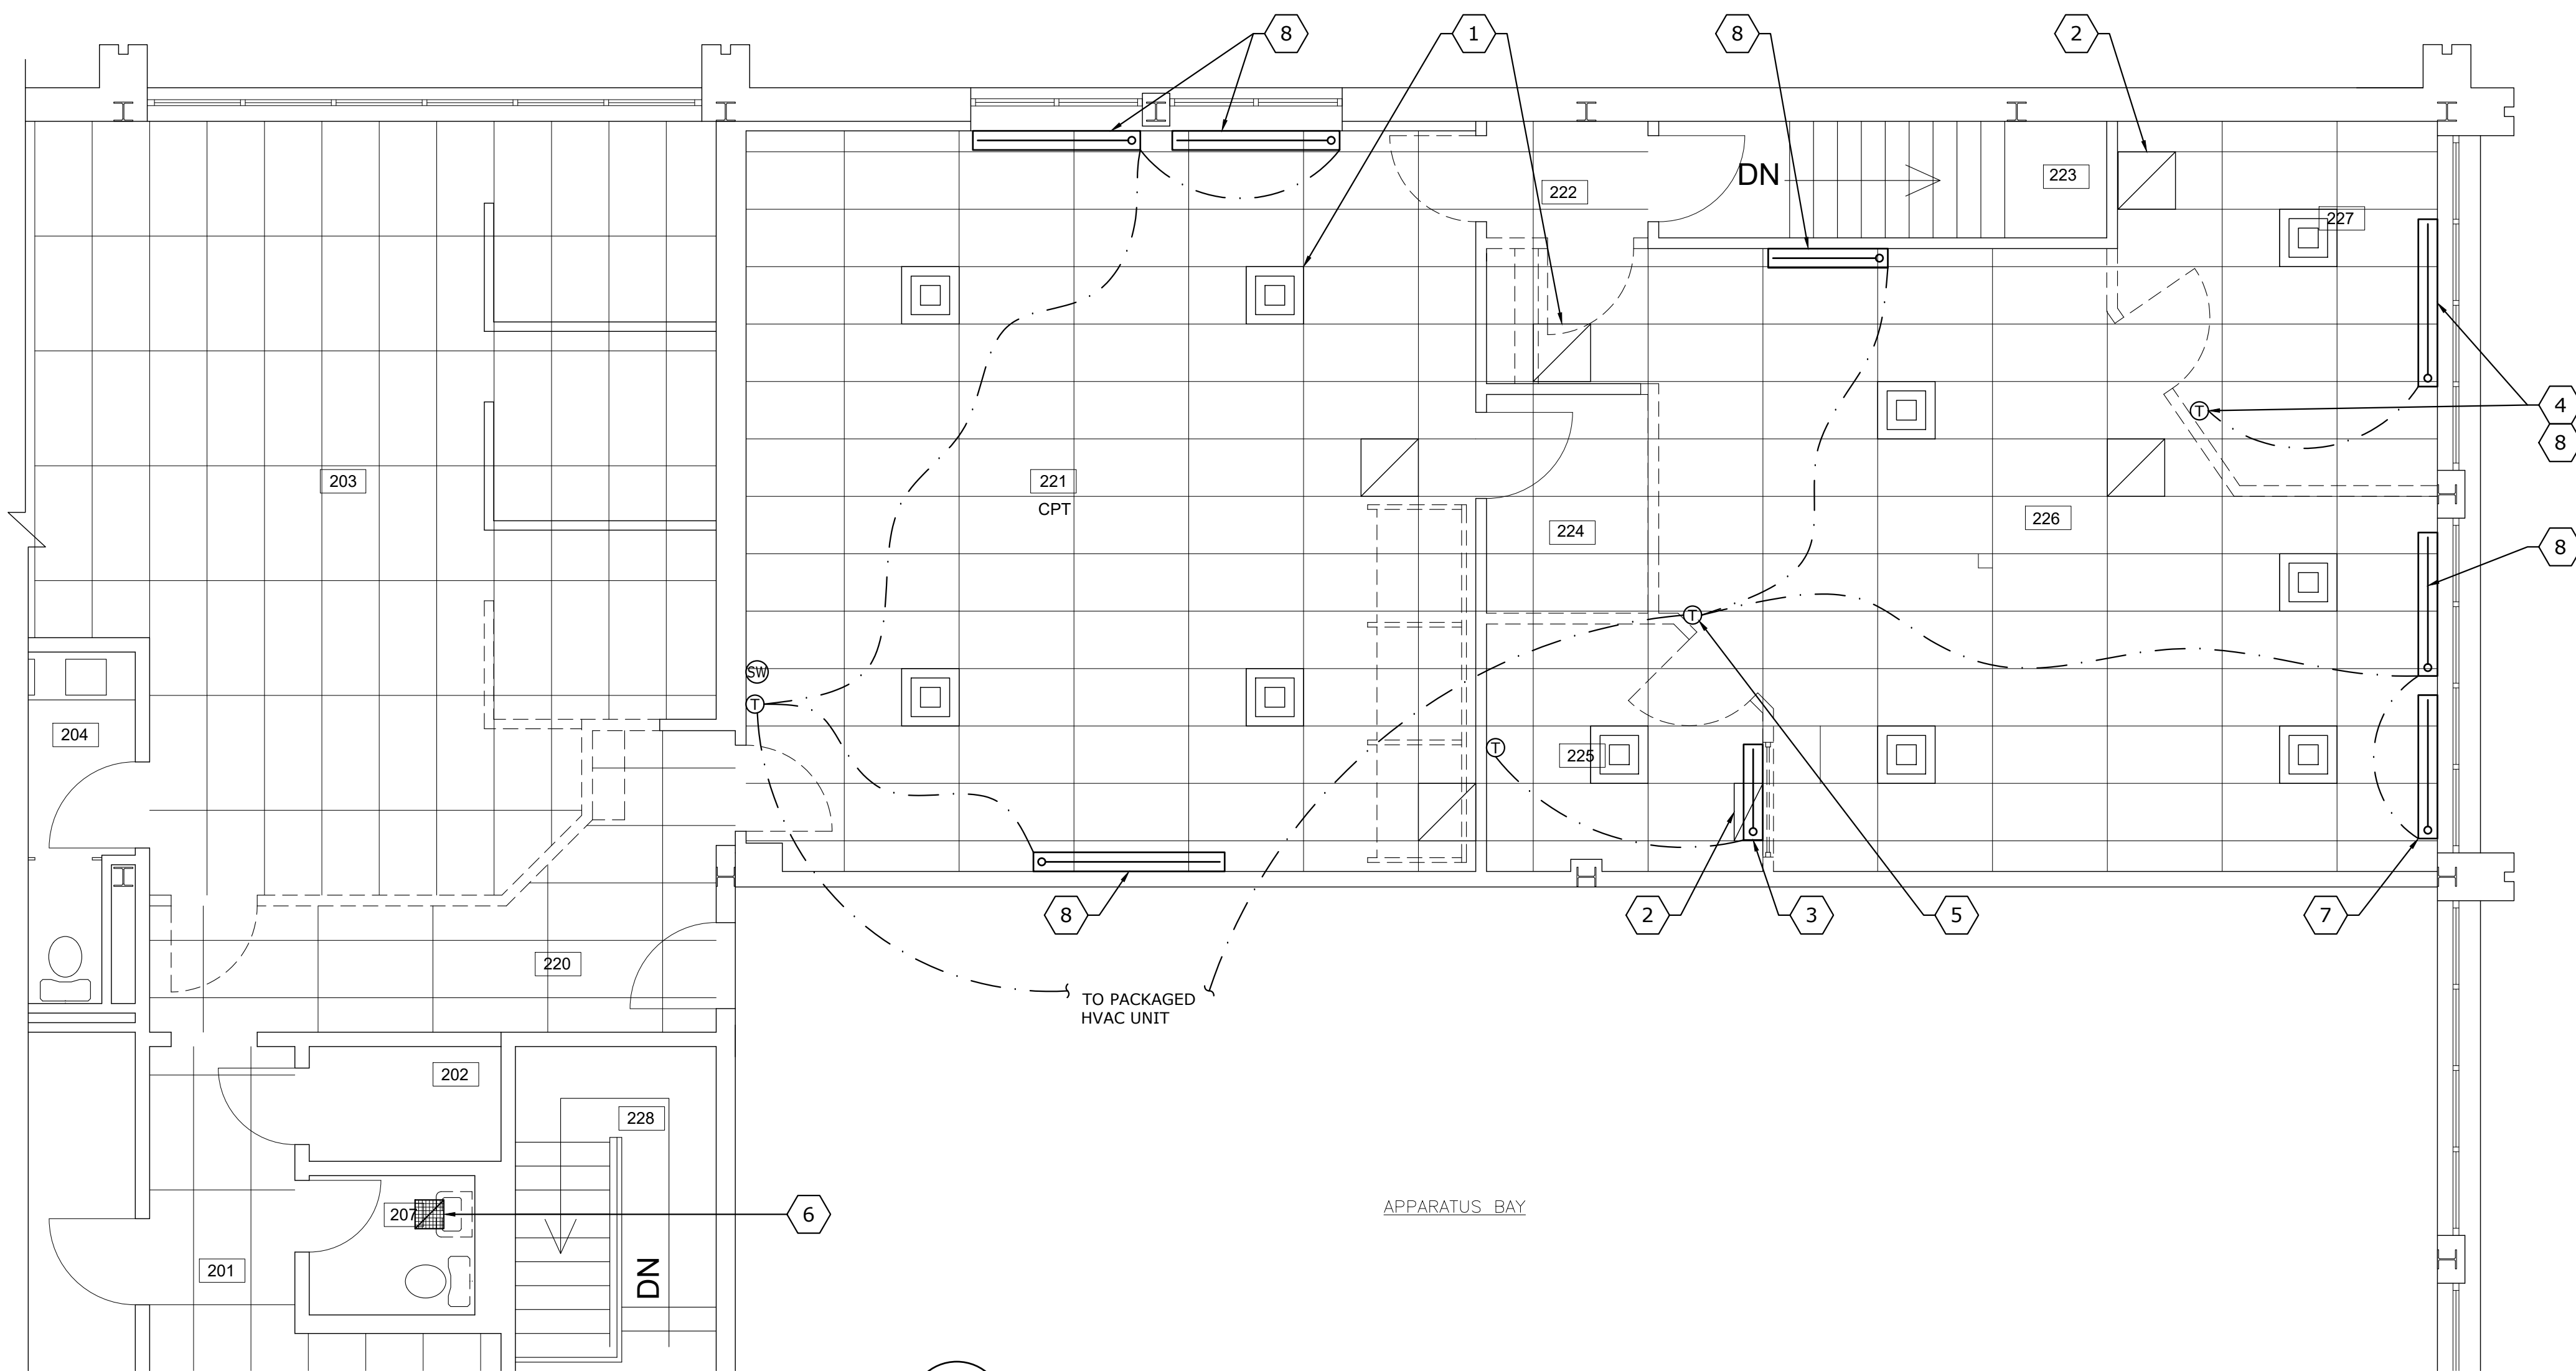 8
1
8
2
DN
223
222
227
4
8
203
221
CPT
T
226
224
8
T
SW
T
204
T
225
8
2
3
5
7
220
TO PACKAGED
HVAC UNIT
202
228
207
6
APPARATUS BAY
201
DN